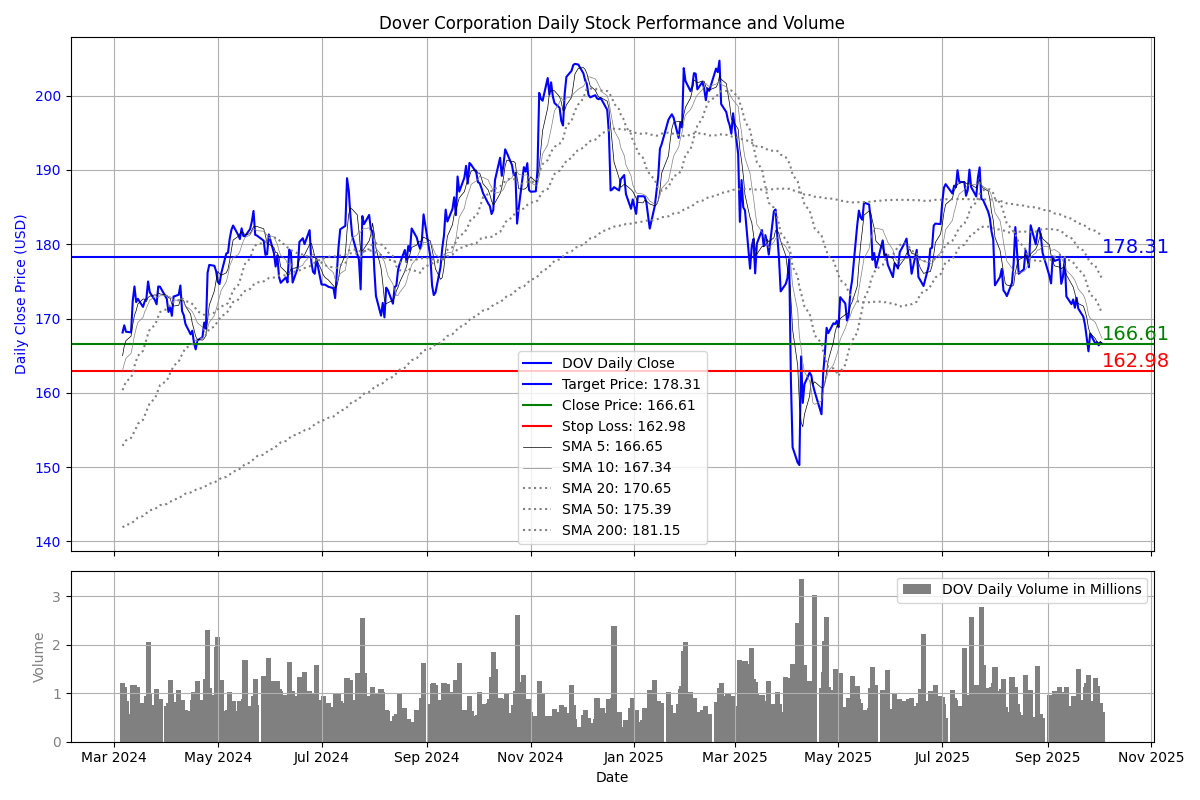 Dover Corporation Daily Stock Performance and Volume
Daily Close Price (USD)
200
190
180
170
160
150
140
178.31
166.61
162.98
DOV Daily Close
Target Price: 178.31
Close Price: 166.61
Stop Loss: 162.98
SMA 5: 166.65
SMA 10: 167.34
SMA 20: 170.65
SMA 50: 175.39
SMA 200: 181.15
Volume
3
2
1
0
DOV Daily Volume in Millions
Mar 2024 May 2024 Jul 2024 Sep 2024 Nov 2024 Jan 2025 Mar 2025 May 2025 Jul 2025 Sep 2025 Nov 2025
Date